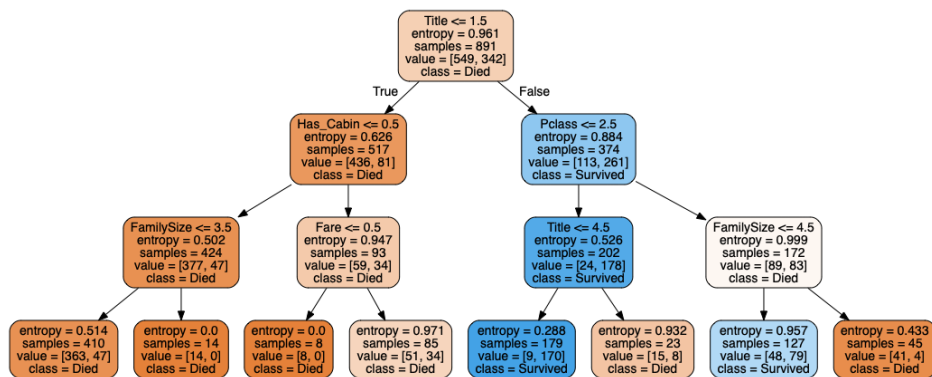 Title <= 1.5
entropy = 0.961
samples = 891
value = [549, 342]
class = Died
True
False
Has_Cabin <= 0.5
entropy = 0.626
samples = 517
value = [436, 81]
class = Died
Pclass <= 2.5
entropy = 0.884
samples = 374
value = [113, 261]
class = Survived
FamilySize <= 3.5
entropy = 0.502
samples = 424
value = [377, 47]
class = Died
Fare <= 0.5
entropy = 0.947
samples = 93
value = [59, 34]
class = Died
Title <= 4.5
entropy = 0.526
samples = 202
value = [24, 178]
class = Survived
FamilySize <= 4.5
entropy = 0.999
samples = 172
value = [89, 83]
class = Died
entropy = 0.514
samples = 410
value = [363, 47]
class = Died
entropy = 0.0
samples = 14
value = [14, 0]
class = Died
entropy = 0.0
samples = 8
value = [8, 0]
class = Died
entropy = 0.971
samples = 85
value = [51, 34]
class = Died
entropy = 0.288
samples = 179
value = [9, 170]
class = Survived
entropy = 0.932
samples = 23
value = [15, 8]
class = Died
entropy = 0.957
samples = 127
value = [48, 79]
class = Survived
entropy = 0.433
samples = 45
value = [41, 4]
class = Died